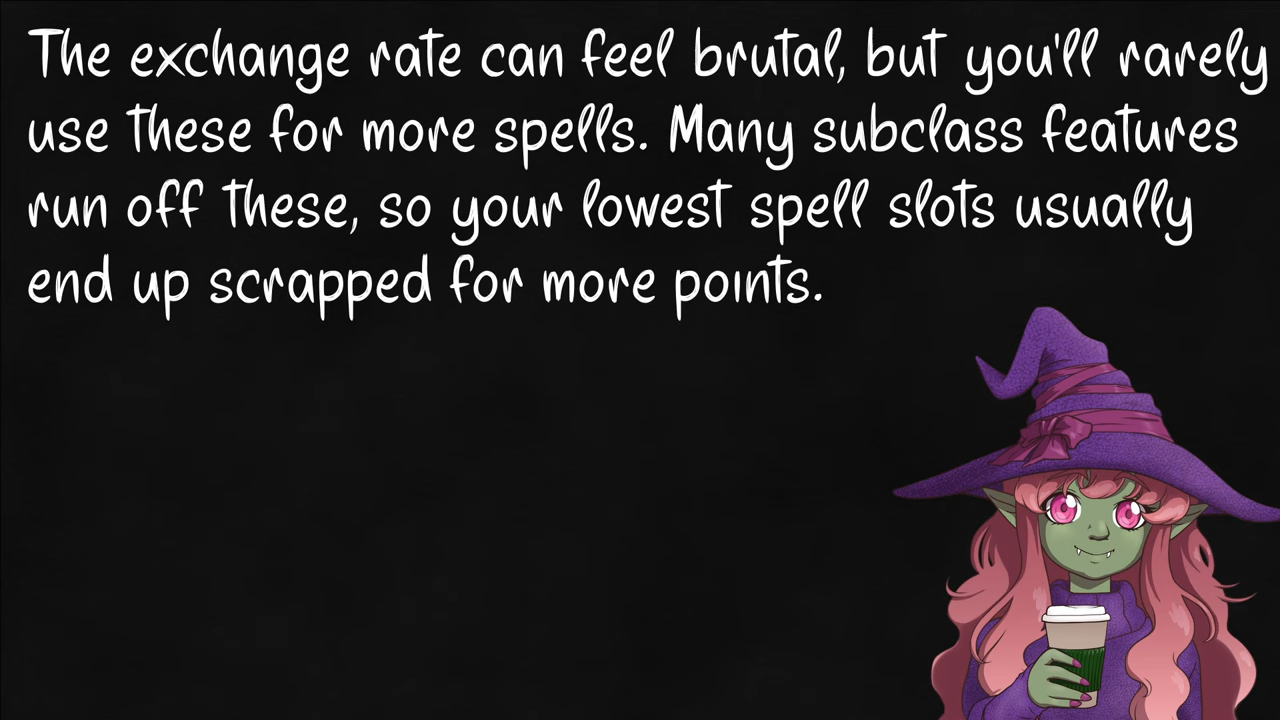 The exchange rate can feel brutal, but you'll rarely
use these for more spells. Many subclass features
run off these, so your lowest spell slots usually
end up scrapped for more points.